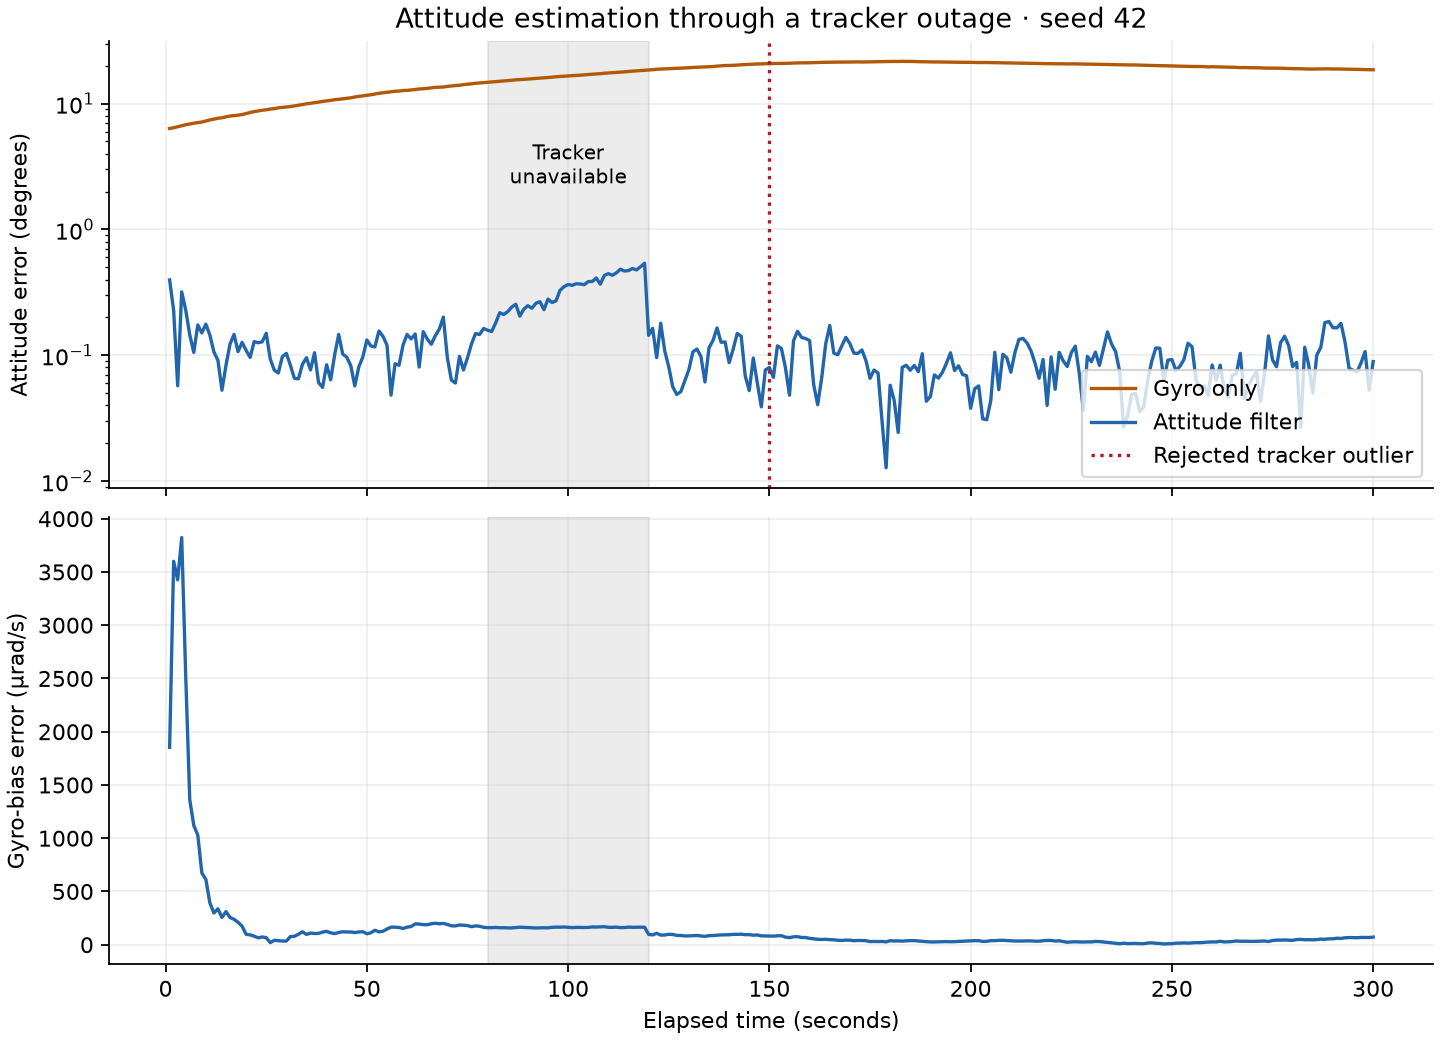 Attitude estimation through a tracker outage · seed 42
Attitude error (degrees)
10¹
10⁰
10⁻¹
10⁻²
Tracker
unavailable
Gyro only
Attitude filter
Rejected tracker outlier
Gyro-bias error (µrad/s)
4000
3500
3000
2500
2000
1500
1000
500
0
0 50 100 150 200 250 300
Elapsed time (seconds)